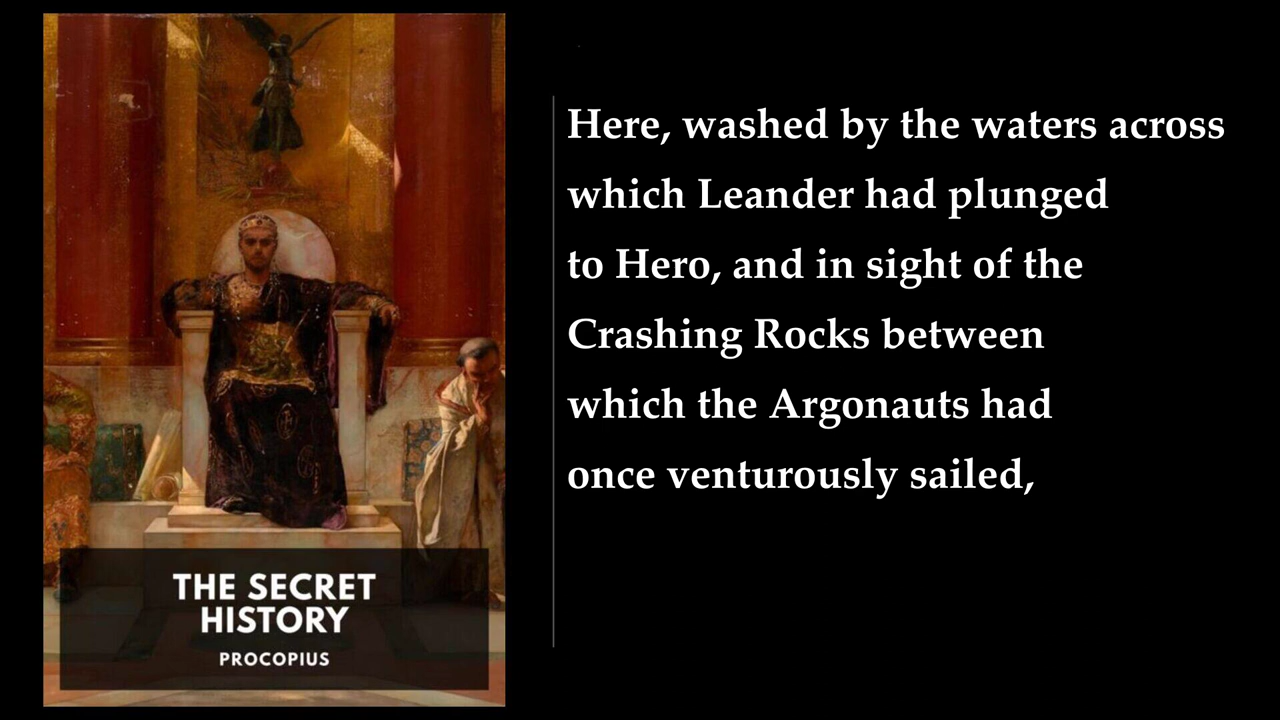 Here, washed by the waters across
which Leander had plunged
to Hero, and in sight of the
Crashing Rocks between
which the Argonauts had
once venturously sailed,
THE SECRET
HISTORY
PROCOPIUS